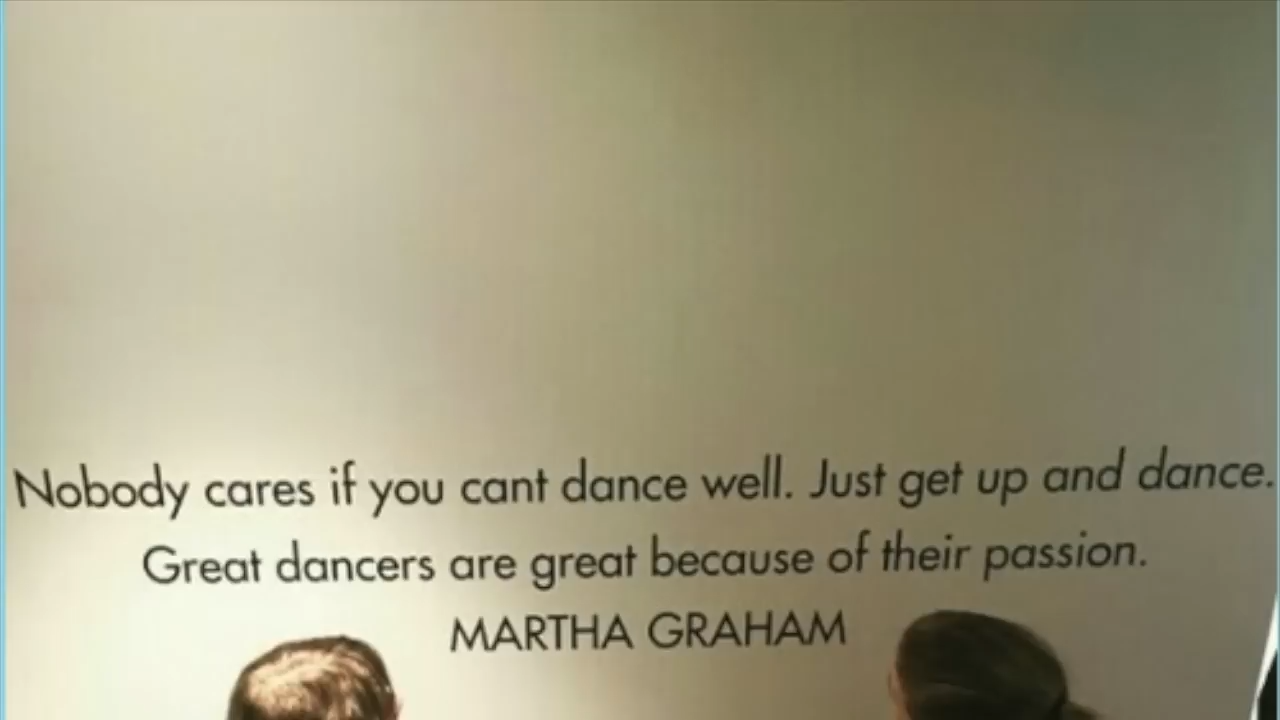 Nobody cares if you cant dance well. Just get up and dance.
Great dancers are great because of their passion.
MARTHA GRAHAM